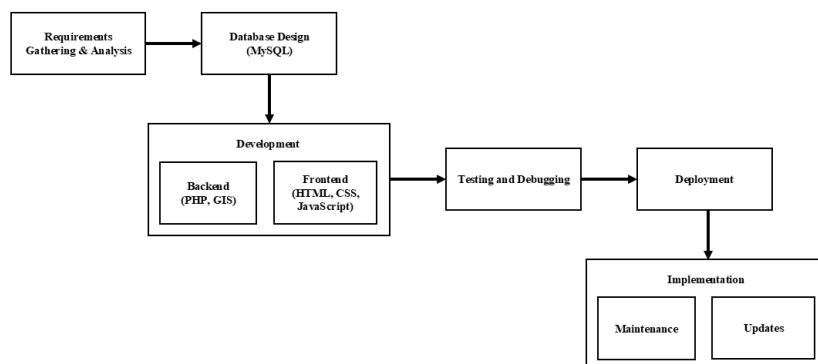 Requirements
Gathering & Analysis
Database Design
(MySQL)
Development
Backend
(PHP, GIS)
Frontend
(HTML, CSS,
JavaScript)
Testing and Debugging
Deployment
Implementation
Maintenance
Updates